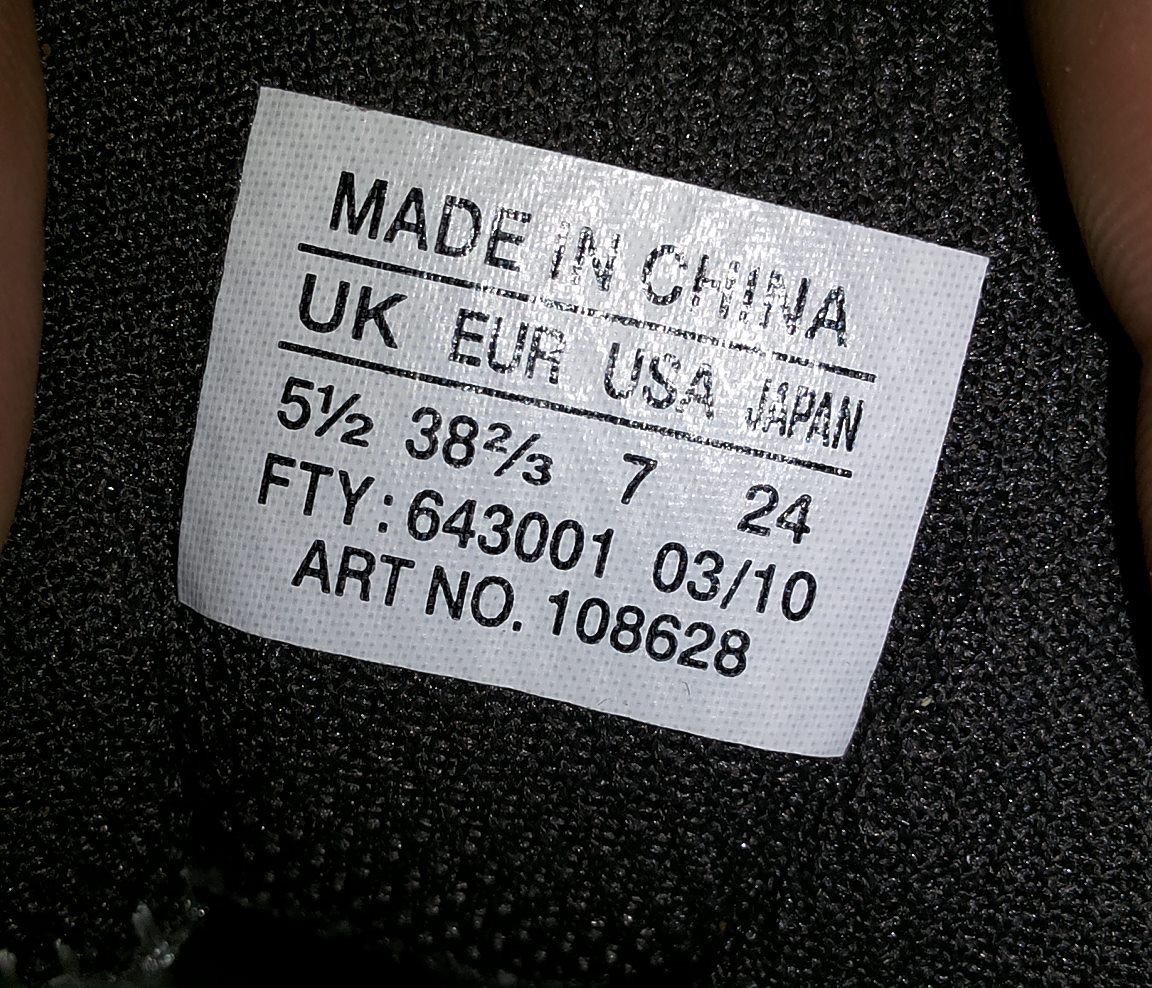 MADE IN CHINA
UK EUR USA JAPAN
5½ 38⅔ 7 24
FTY: 643001 03/10
ART NO. 108628